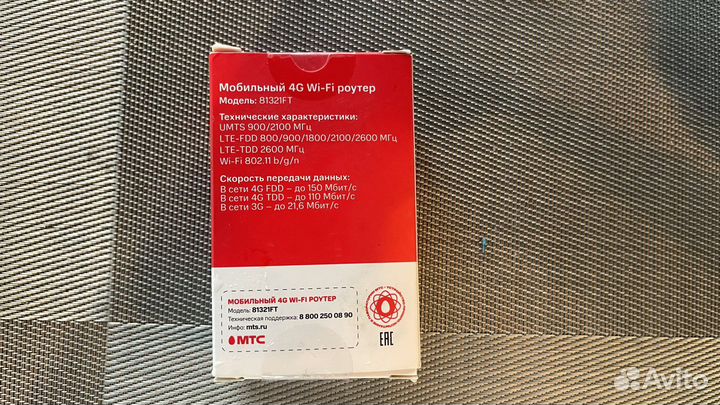 Мобильный 4G Wi-Fi роутер
Модель: 81321FT
Технические характеристики:
UMTS 900/2100 МГц
LTE-FDD 800/900/1800/2100/2600 МГц
LTE-TDD 2600 МГц
Wi-Fi 802.11 b/g/n
Скорость передачи данных:
В сети 4G FDD – до 150 Мбит/с
В сети 4G TDD – до 110 Мбит/с
В сети 3G – до 21,6 Мбит/с
МОБИЛЬНЫЙ 4G WI-FI РОУТЕР
Модель: 81321FT
Техническая поддержка: 8 800 250 08 90
Инфо: mts.ru
МТС
EAC
Avito